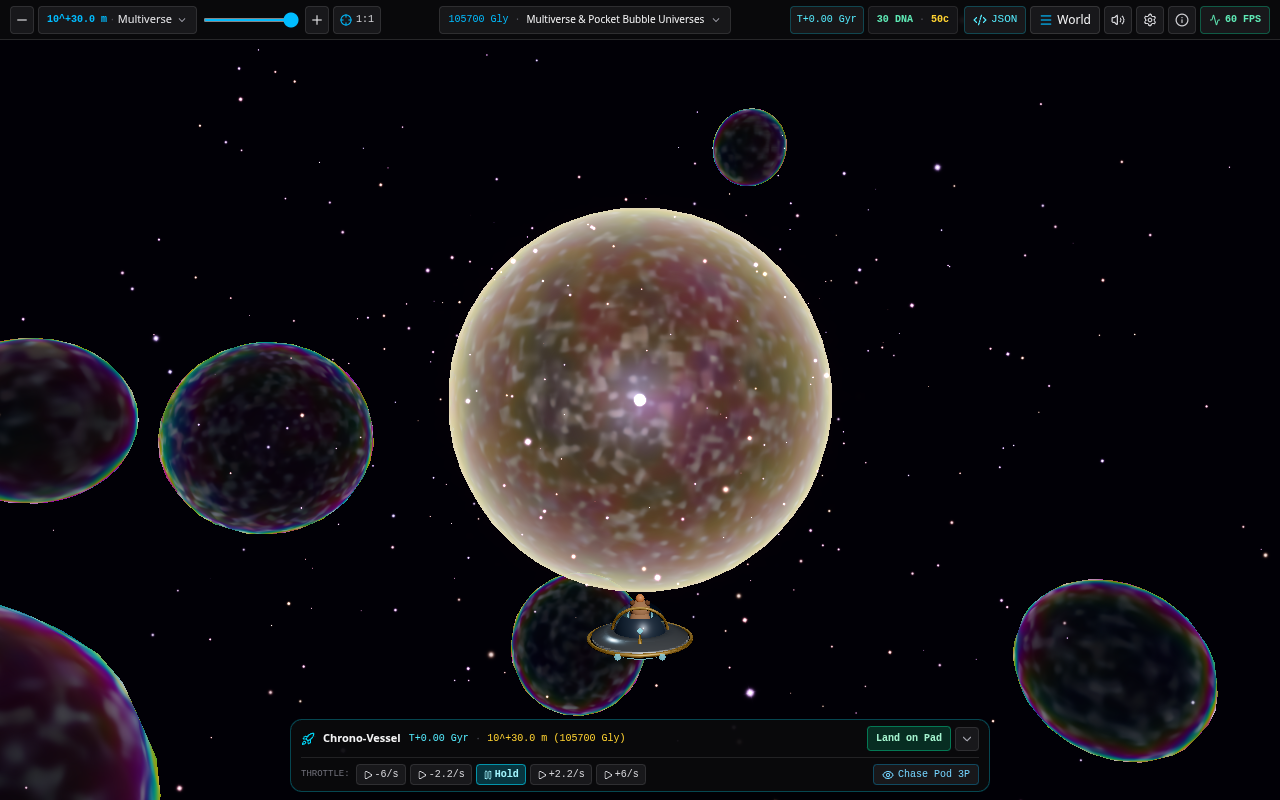 10^+30.0 m · Multiverse
1:1
105700 Gly · Multiverse & Pocket Bubble Universes
T+0.00 Gyr
30 DNA · 50c
JSON
World
60 FPS
Chrono-Vessel T+0.00 Gyr · 10^+30.0 m (105700 Gly)
Land on Pad
THROTTLE: -6/s -2.2/s Hold +2.2/s +6/s
Chase Pod 3P